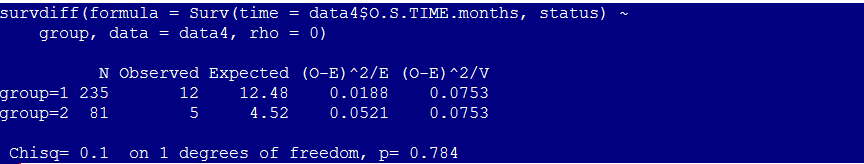 survdiff(formula = Surv(time = data4$O.S.TIME.months, status) ~
group, data = data4, rho = 0)
N Observed Expected (O-E)^2/E (O-E)^2/V
group=1 235 12 12.48 0.0188 0.0753
group=2 81 5 4.52 0.0521 0.0753
Chisq= 0.1 on 1 degrees of freedom, p= 0.784